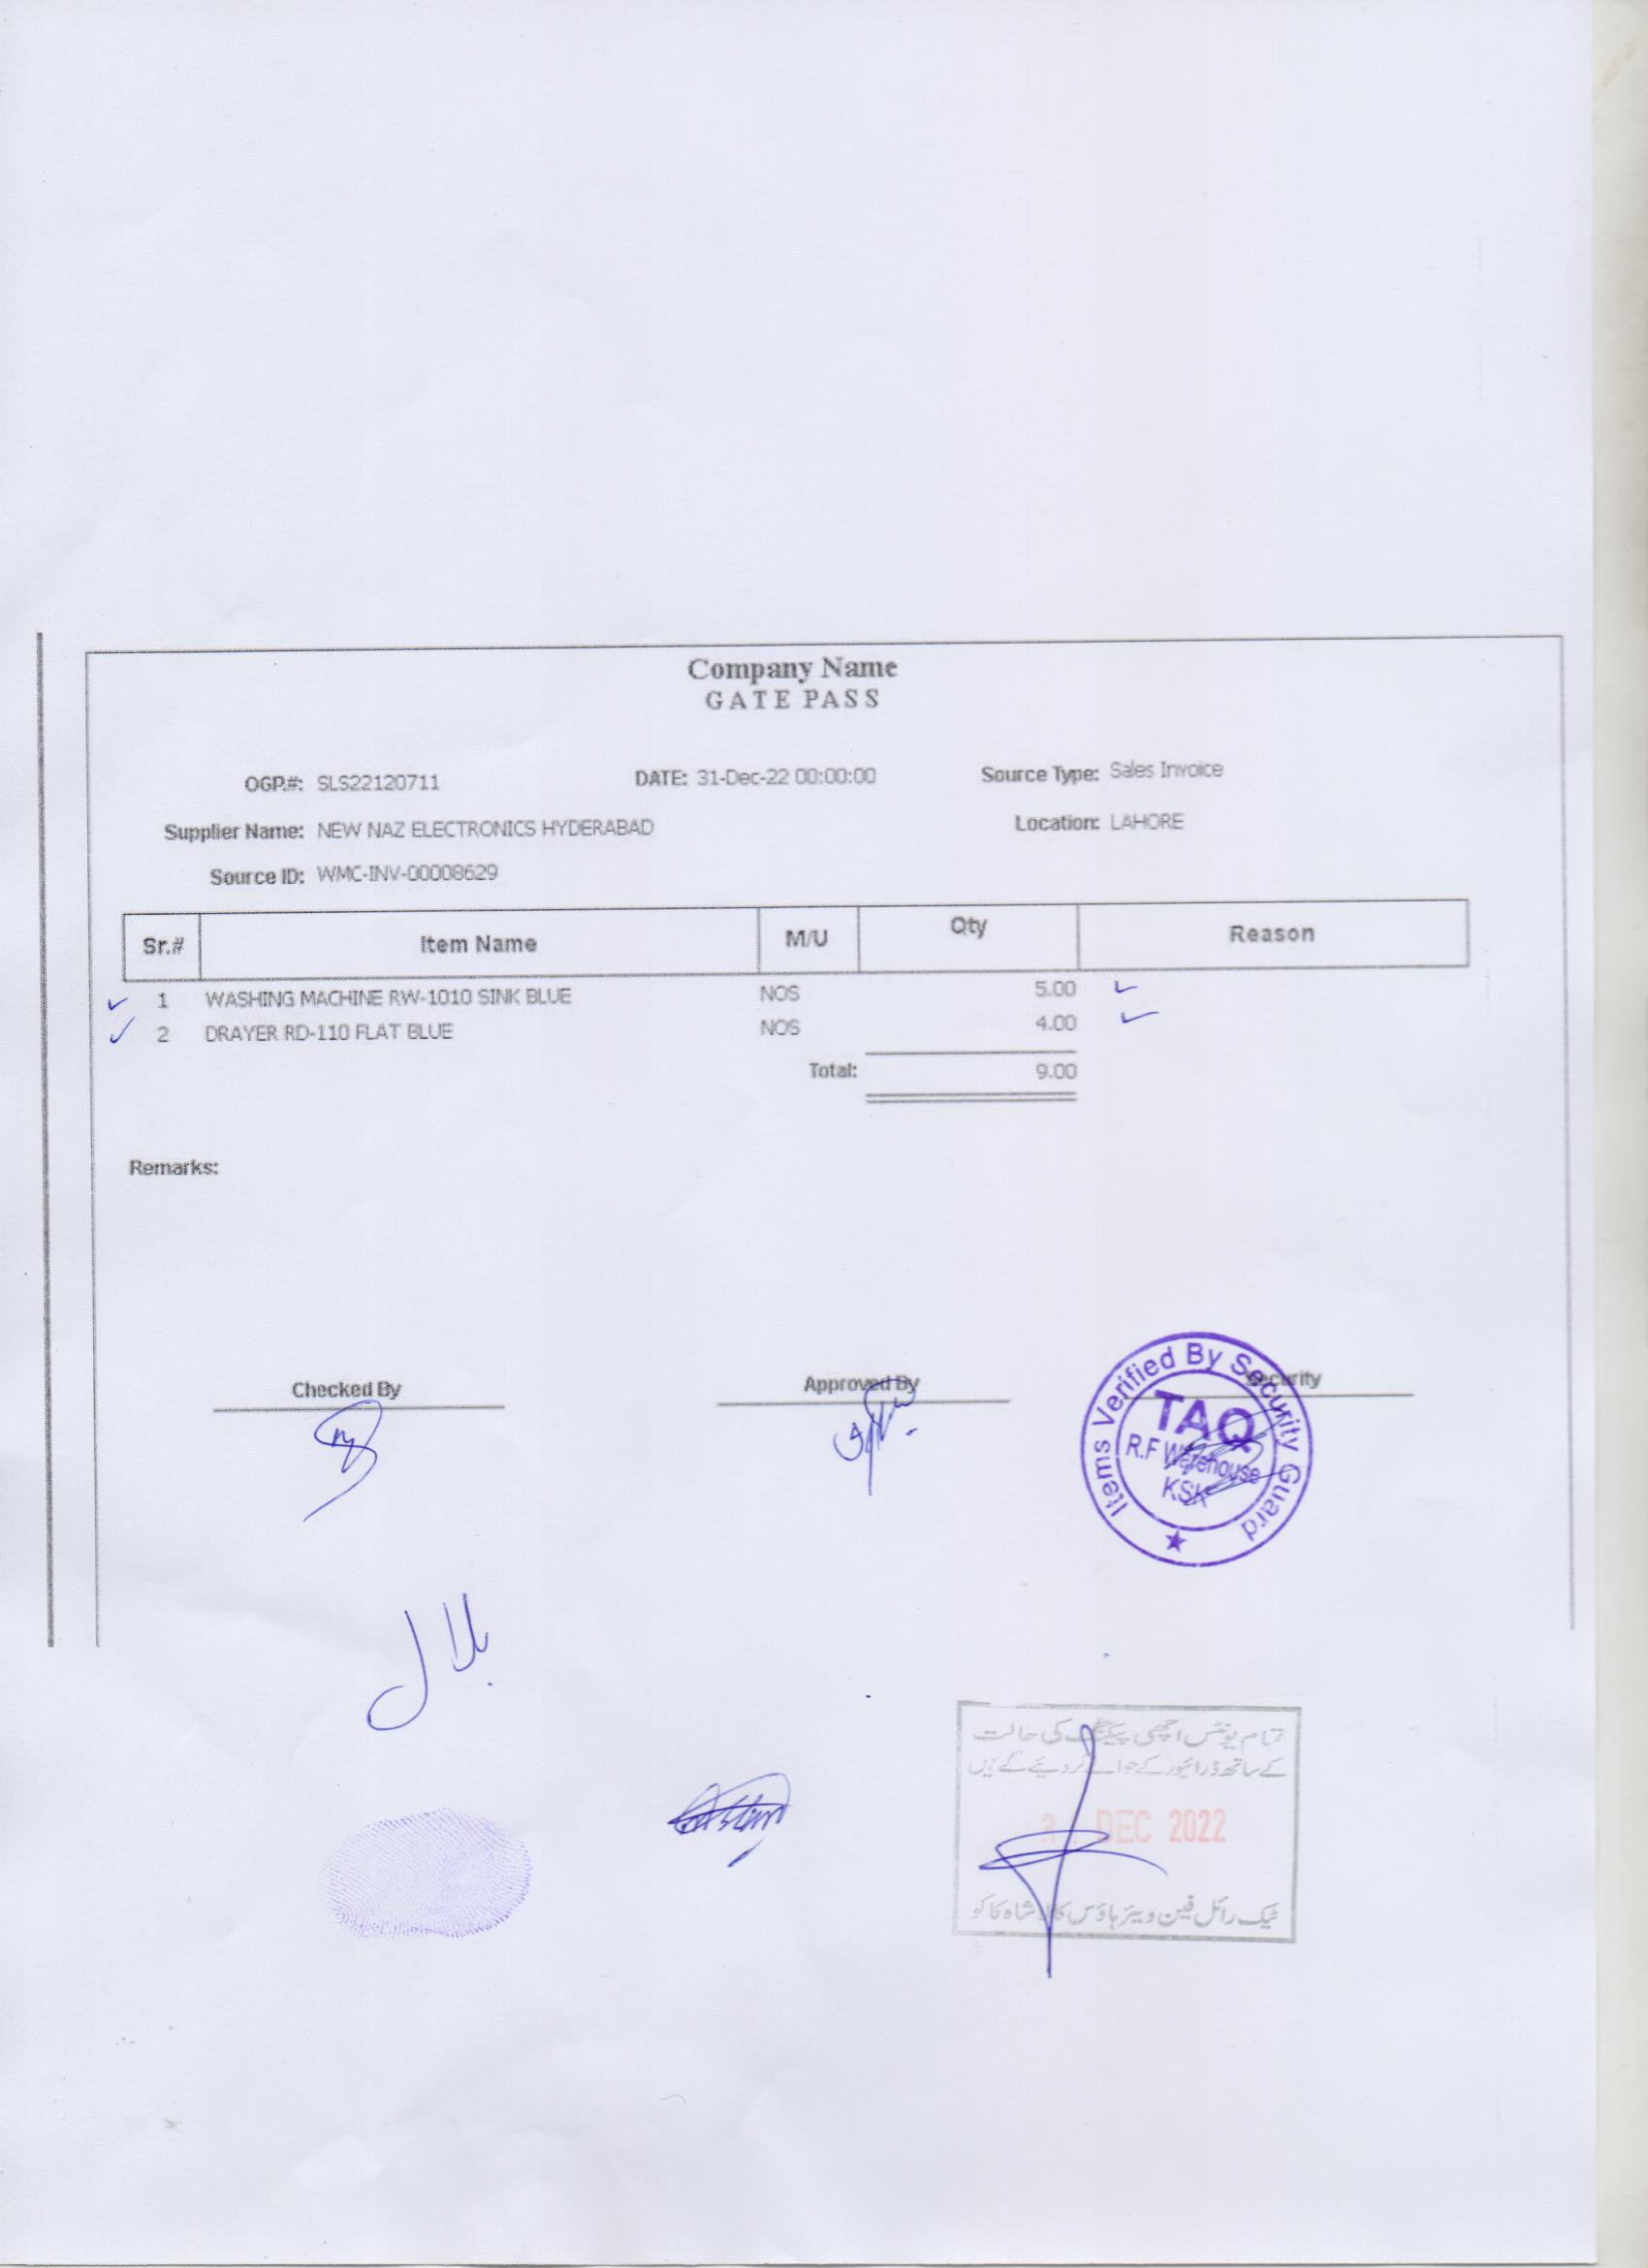 Company Name
GATE PASS
OGP.#: SLS22120711 DATE: 31-Dec-22 00:00:00 Source Type: Sales Invoice
Supplier Name: NEW NAZ ELECTRONICS HYDERABAD Location: LAHORE
Source ID: WMC-INV-00008629
Sr.# Item Name M/U Qty Reason
1 WASHING MACHINE RW-1010 SINK BLUE NOS 5.00
2 DRAYER RD-110 FLAT BLUE NOS 4.00
Total: 9.00
Remarks:
Checked By Approved By Security
Items Verified By Security Guard
TAQ
R.F Warehouse
KSK
بلال
تمام یونٹس اچھی پیکنگ کی حالت
کے ساتھ ڈرائیور کے حوالے کر دیئے گئے ہیں
DEC 2022
ٹیک رائل فین ویئر ہاؤس کالا شاہ کاکو